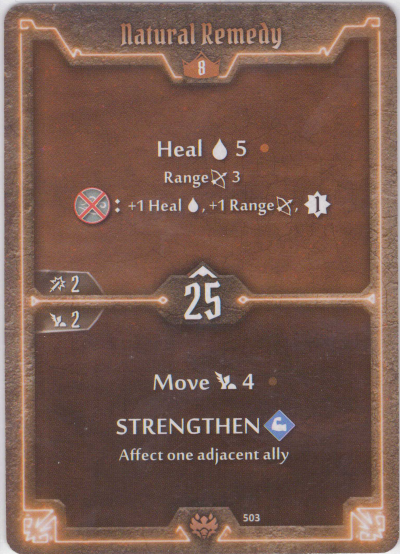 Natural Remedy
8
Heal 5
Range 3
: +1 Heal , +1 Range , 1
2
25
2
Move 4
STRENGTHEN
Affect one adjacent ally
503